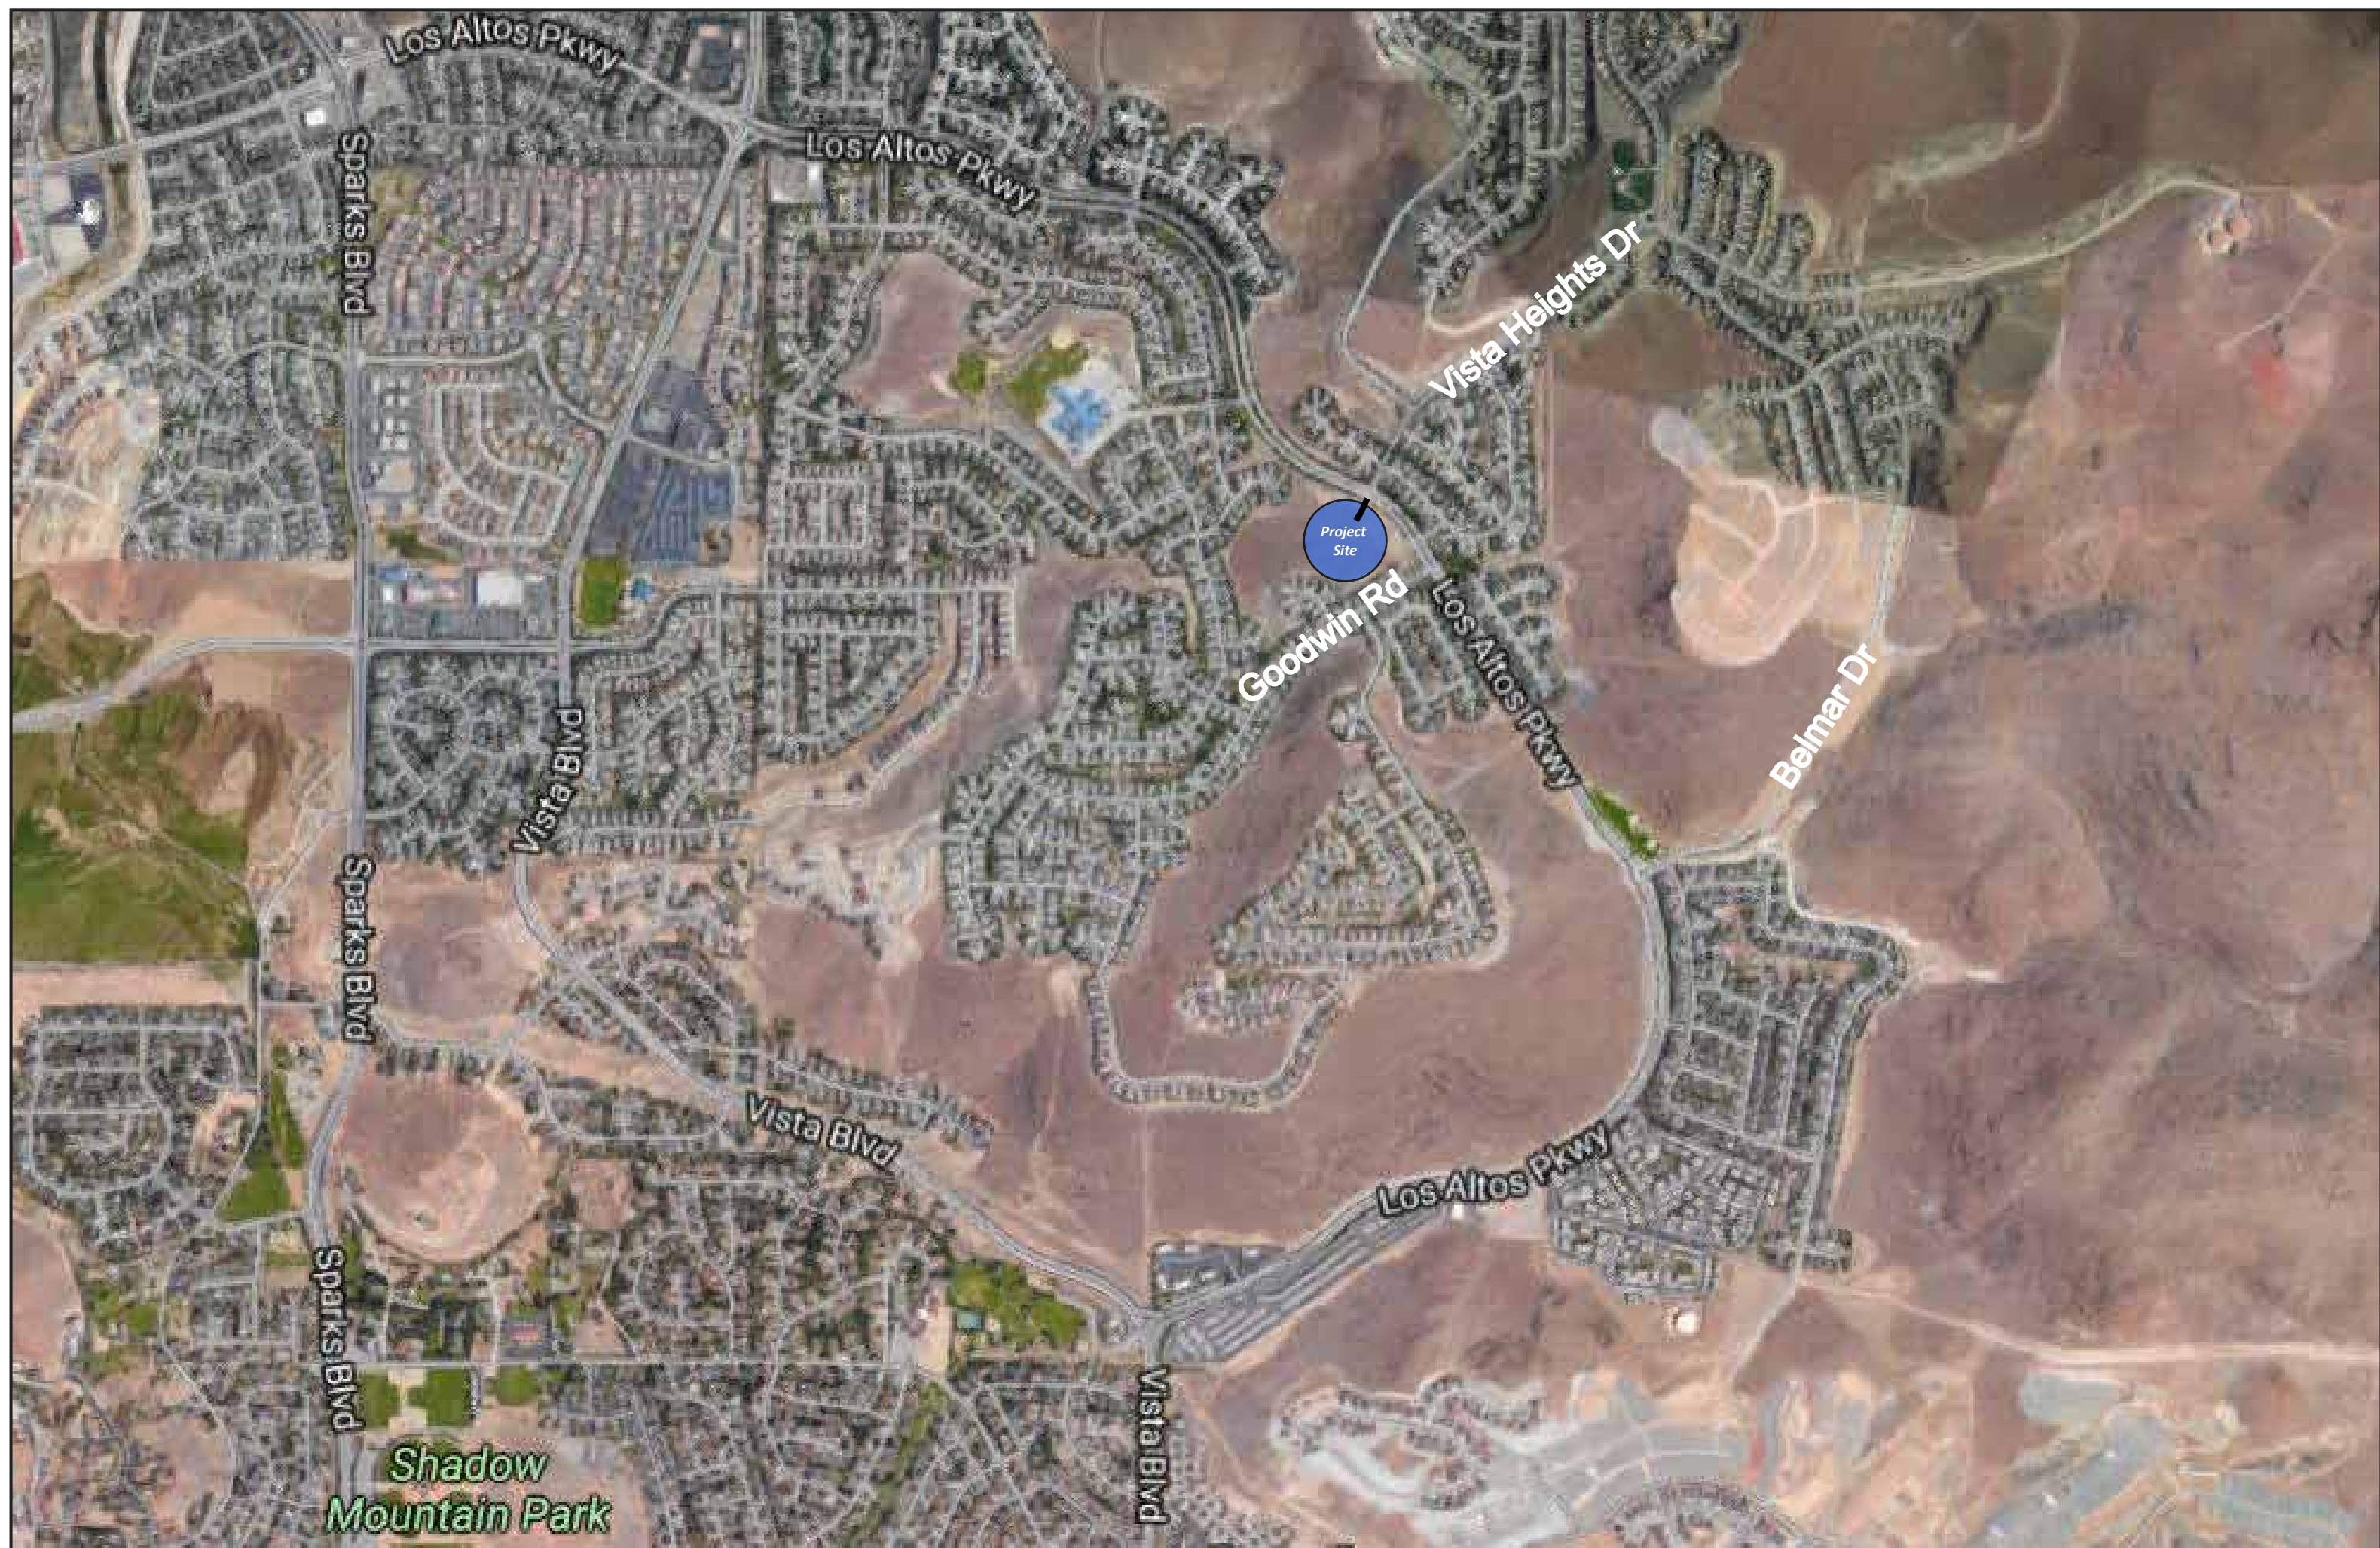 Los Altos Pkwy
Los Altos Pkwy
Sparks Blvd
Vista Heights Dr
Project
Site
Goodwin Rd
Los Altos Pkwy
Belmar Dr
Vista Blvd
Sparks Blvd
Vista Blvd
Los Altos Pkwy
Sparks Blvd
Vista Blvd
Shadow
Mountain Park